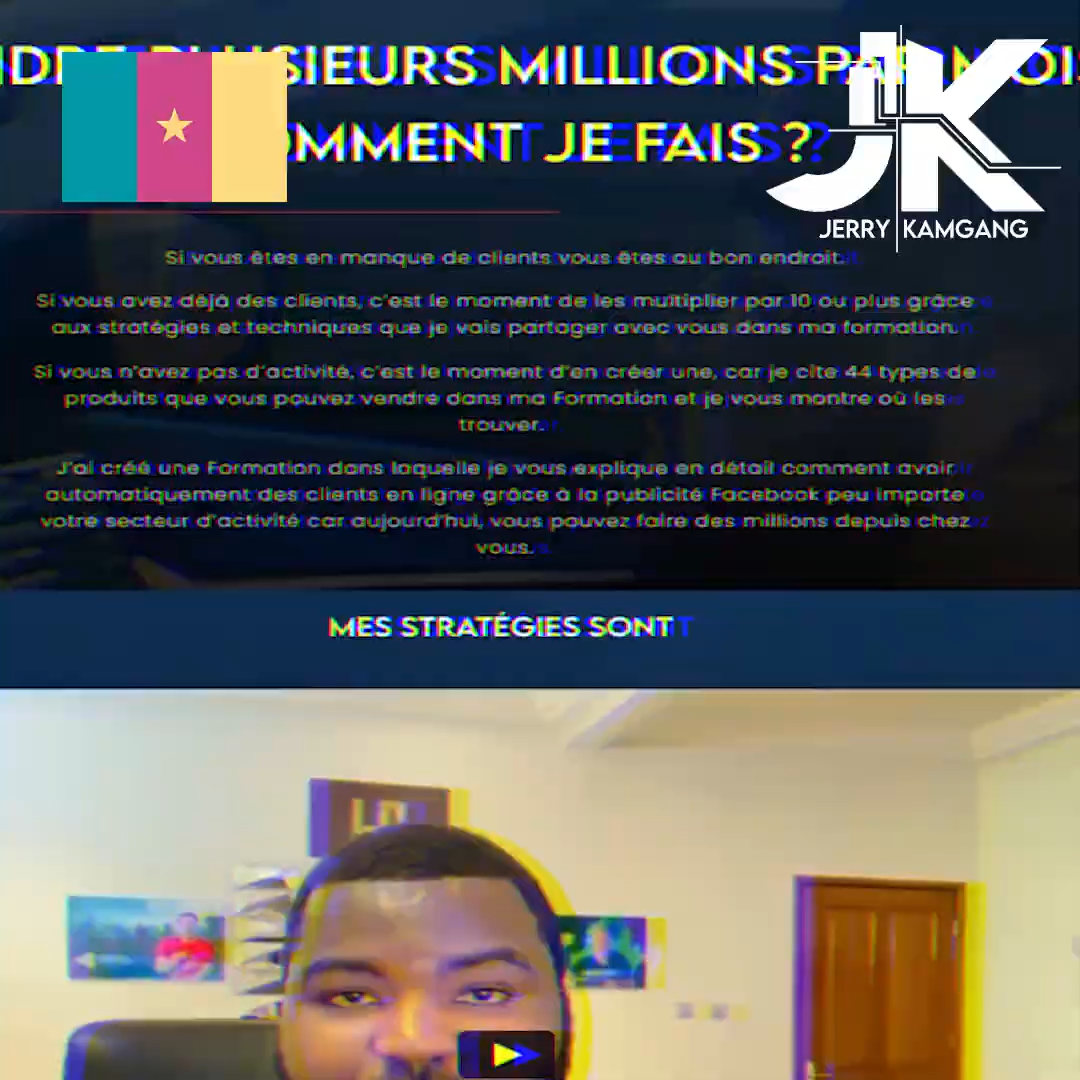 SIEURS MILLIONS PAR MOIS
OMMENT JE FAIS ?
JK
JERRY KAMGANG
Si vous êtes en manque de clients vous êtes au bon endroit.
Si vous avez déjà des clients, c'est le moment de les multiplier par 10 ou plus grâce
aux stratégies et techniques que je vais partager avec vous dans ma formation.
Si vous n'avez pas d'activité, c'est le moment d'en créer une, car je cite 44 types de
produits que vous pouvez vendre dans ma Formation et je vous montre où les
trouver.
J'ai créé une Formation dans laquelle je vous explique en détail comment avoir
automatiquement des clients en ligne grâce à la publicité Facebook peu importe
votre secteur d'activité car aujourd'hui, vous pouvez faire des millions depuis chez
vous.
MES STRATÉGIES SONT